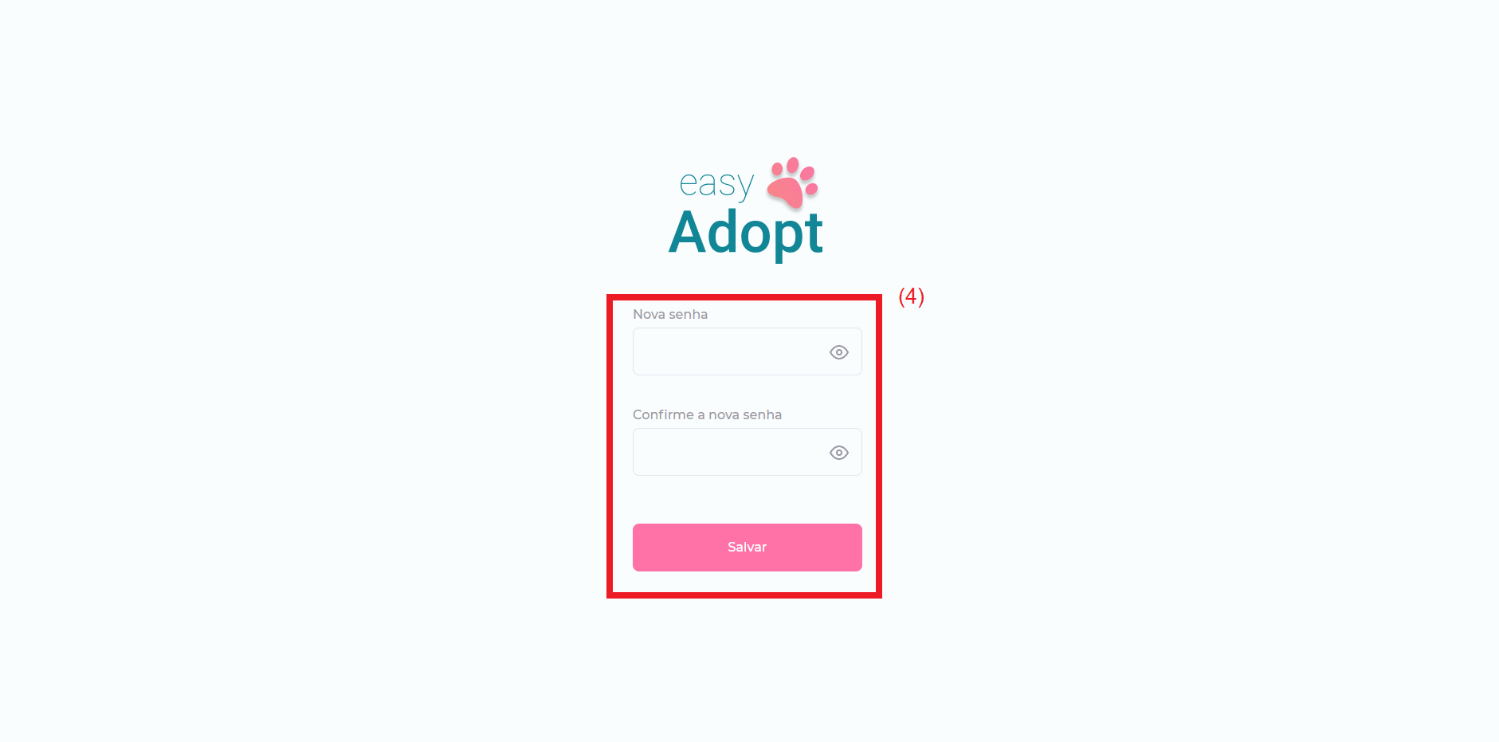 easy
Adopt
(4)
Nova senha
Confirme a nova senha
Salvar